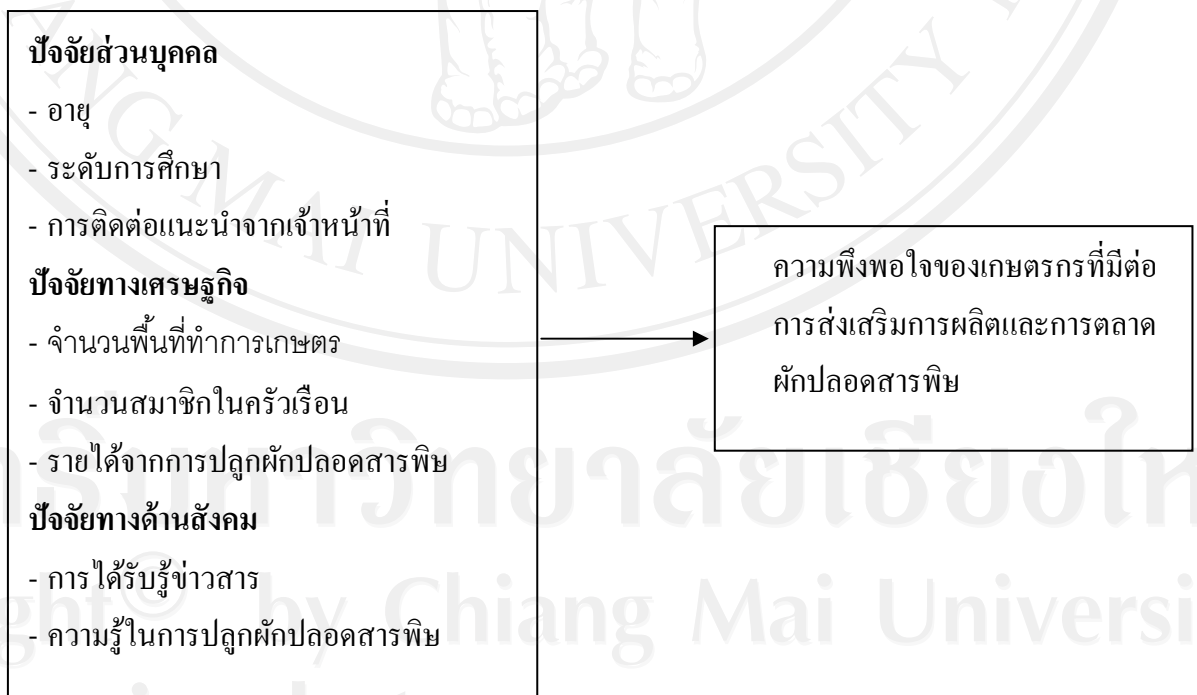 ปัจจัยส่วนบุคคล
- อายุ
- ระดับการศึกษา
- การติดต่อแนะนำจากเจ้าหน้าที่
ปัจจัยทางเศรษฐกิจ
- จำนวนพื้นที่ทำการเกษตร
- จำนวนสมาชิกในครัวเรือน
- รายได้จากการปลูกผักปลอดสารพิษ
ปัจจัยทางด้านสังคม
- การได้รับรู้ข่าวสาร
- ความรู้ในการปลูกผักปลอดสารพิษ
ความพึงพอใจของเกษตรกรที่มีต่อ
การส่งเสริมการผลิตและการตลาด
ผักปลอดสารพิษ
ANG MAI UNIVERSITY
by Chiang Mai Universi